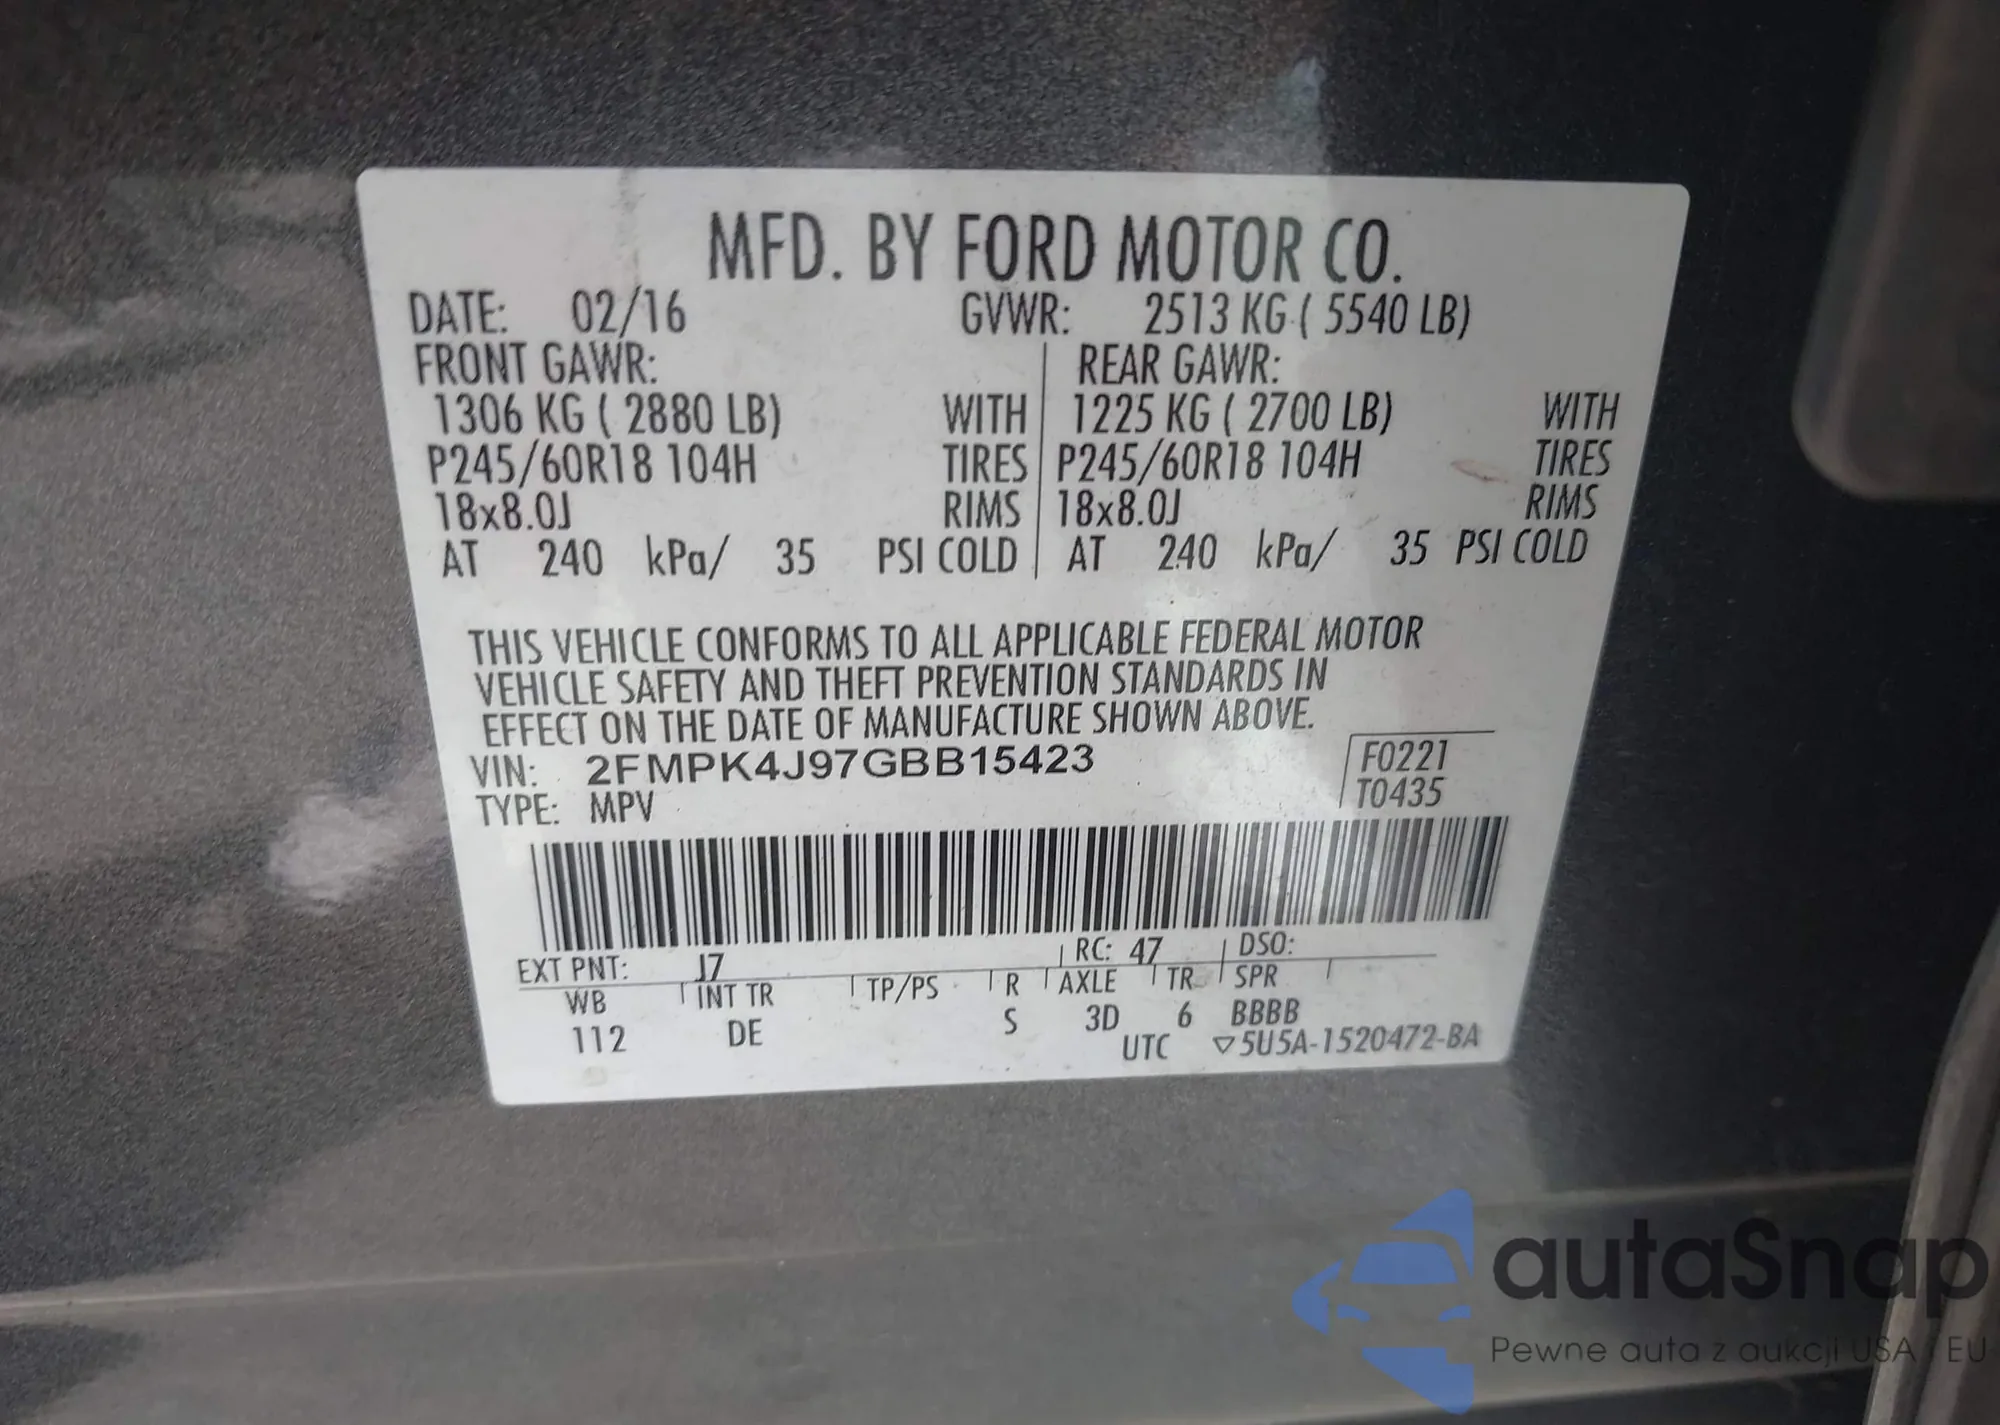 MFD. BY FORD MOTOR CO.
DATE: 02/16 GVWR: 2513 KG ( 5540 LB)
FRONT GAWR: REAR GAWR:
1306 KG ( 2880 LB) WITH 1225 KG ( 2700 LB) WITH
P245/60R18 104H TIRES P245/60R18 104H TIRES
18x8.0J RIMS 18x8.0J RIMS
AT 240 kPa/ 35 PSI COLD AT 240 kPa/ 35 PSI COLD
THIS VEHICLE CONFORMS TO ALL APPLICABLE FEDERAL MOTOR
VEHICLE SAFETY AND THEFT PREVENTION STANDARDS IN
EFFECT ON THE DATE OF MANUFACTURE SHOWN ABOVE.
VIN: 2FMPK4J97GBB15423 F0221
TYPE: MPV T0435
EXT PNT: J7 RC: 47 DSO:
WB INT TR TP/PS R AXLE TR SPR
112 DE S 3D 6 BBBB
UTC ▽5U5A-1520472-BA
autaSnap
Pewne auta z aukcji USA i EU